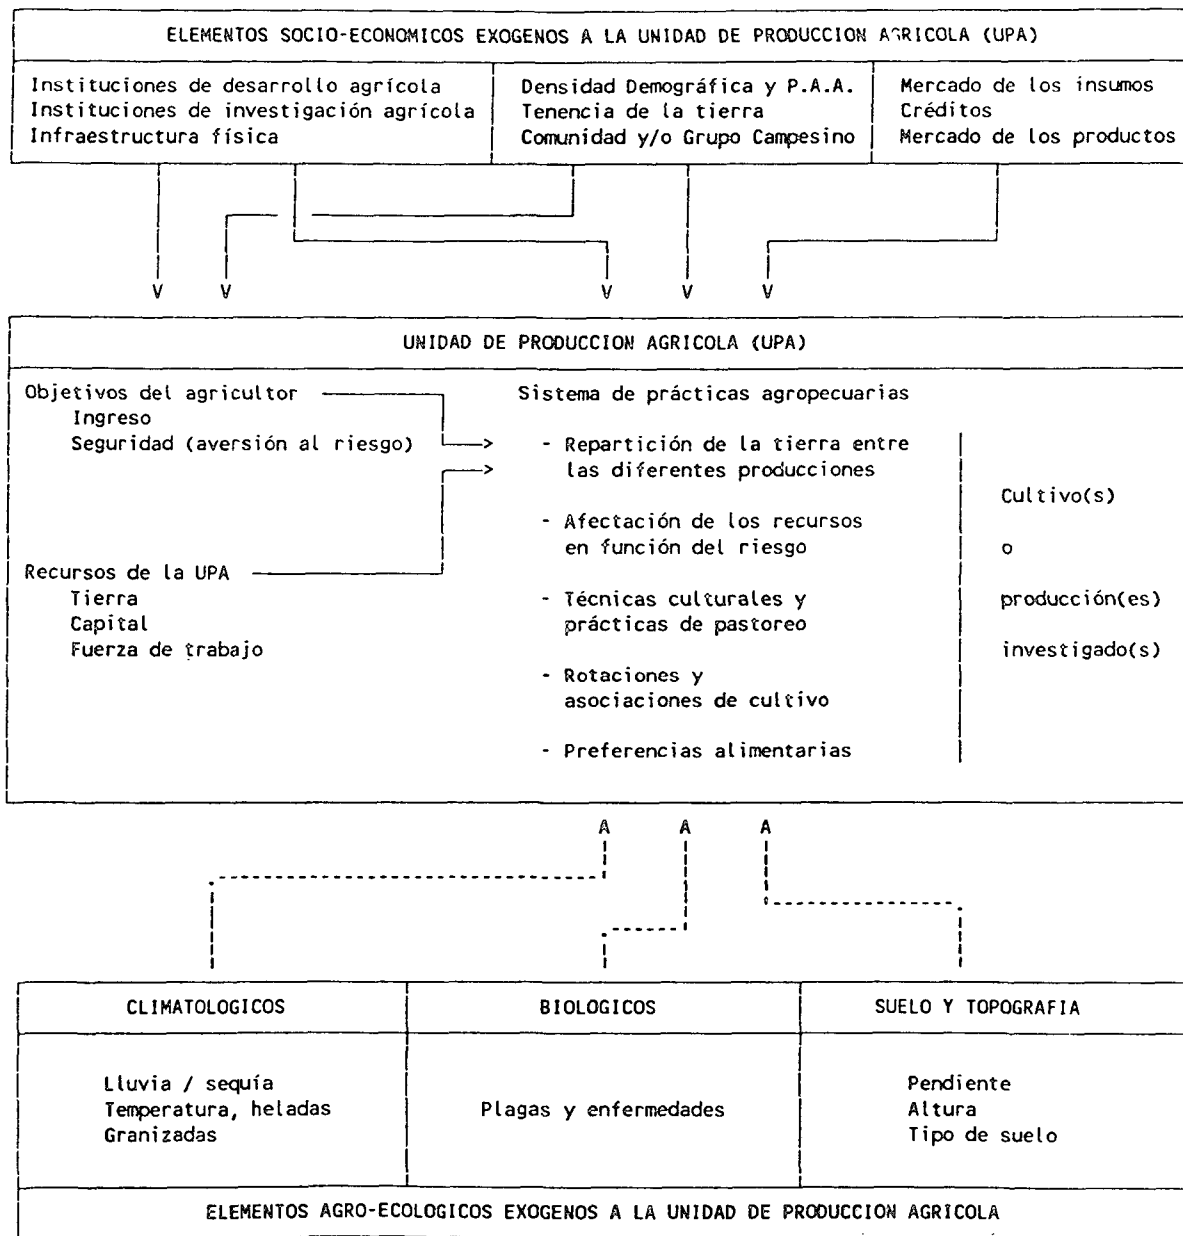 ELEMENTOS SOCIO-ECONOMICOS EXOGENOS A LA UNIDAD DE PRODUCCION AGRICOLA (UPA)
Instituciones de desarrollo agrícola
Instituciones de investigación agrícola
Infraestructura física
Densidad Demográfica y P.A.A.
Tenencia de la tierra
Comunidad y/o Grupo Campesino
Mercado de los insumos
Créditos
Mercado de los productos
UNIDAD DE PRODUCCION AGRICOLA (UPA)
Objetivos del agricultor
Ingreso
Seguridad (aversión al riesgo)
Recursos de la UPA
Tierra
Capital
Fuerza de trabajo
Sistema de prácticas agropecuarias
- Repartición de la tierra entre
las diferentes producciones
- Afectación de los recursos
en función del riesgo
- Técnicas culturales y
prácticas de pastoreo
- Rotaciones y
asociaciones de cultivo
- Preferencias alimentarias
Cultivo(s)
o
producción(es)
investigado(s)
CLIMATOLOGICOS
Lluvia / sequía
Temperatura, heladas
Granizadas
BIOLOGICOS
Plagas y enfermedades
SUELO Y TOPOGRAFIA
Pendiente
Altura
Tipo de suelo
ELEMENTOS AGRO-ECOLOGICOS EXOGENOS A LA UNIDAD DE PRODUCCION AGRICOLA